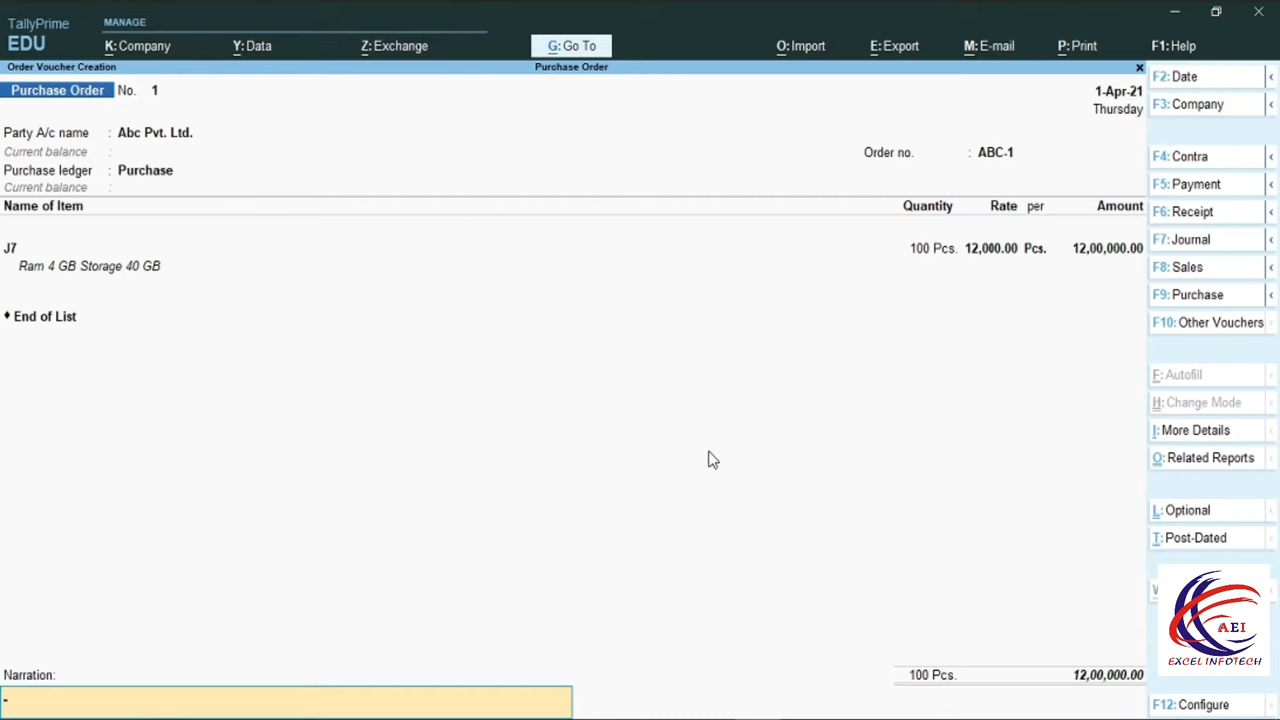 TallyPrime
EDU
MANAGE
K: Company
Y: Data
Z: Exchange
G: Go To
O: Import
E: Export
M: E-mail
P: Print
F1: Help
Order Voucher Creation
Purchase Order
×
Purchase Order No. 1
1-Apr-21
Thursday
Party A/c name : Abc Pvt. Ltd.
Current balance :
Order no. : ABC-1
Purchase ledger : Purchase
Current balance :
Name of Item Quantity Rate per Amount
J7 100 Pcs. 12,000.00 Pcs. 12,00,000.00
Ram 4 GB Storage 40 GB
♦ End of List
Narration:
100 Pcs. 12,00,000.00
-
F2: Date
F3: Company
F4: Contra
F5: Payment
F6: Receipt
F7: Journal
F8: Sales
F9: Purchase
F10: Other Vouchers
F: Autofill
H: Change Mode
I: More Details
O: Related Reports
L: Optional
T: Post-Dated
AEI
EXCEL INFOTECH
F12: Configure